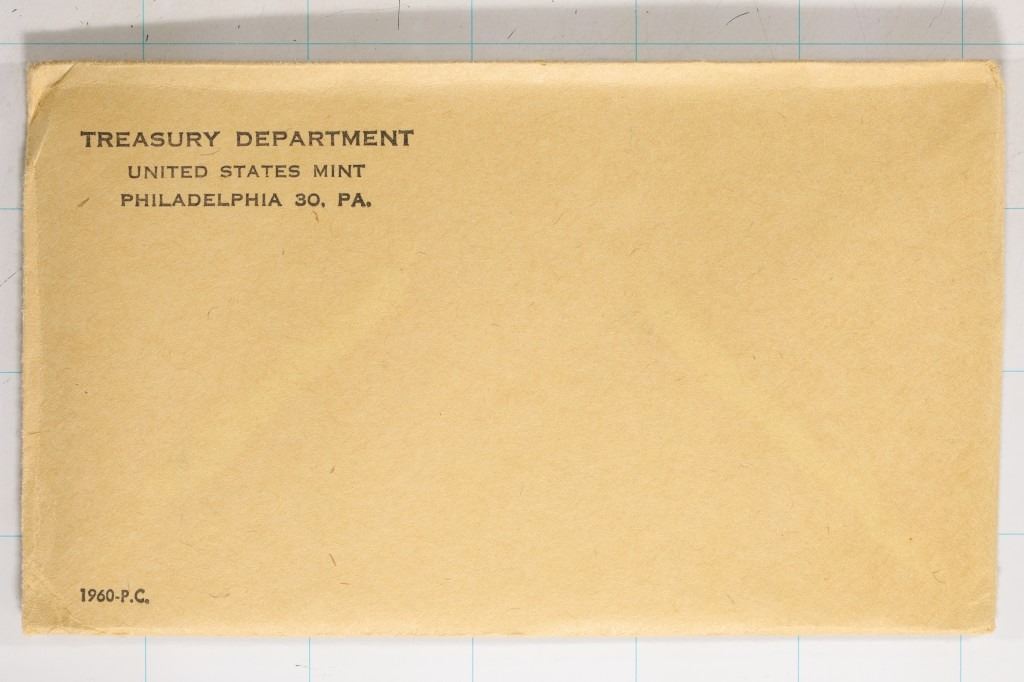 TREASURY DEPARTMENT
UNITED STATES MINT
PHILADELPHIA 30, PA.
1960-P.C.